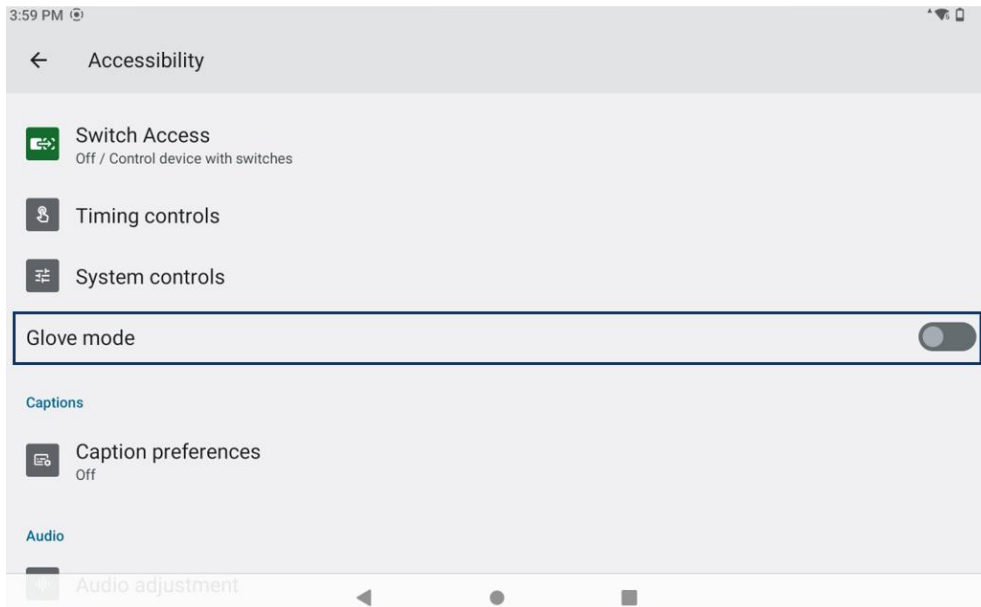 3:59 PM
Accessibility
Switch Access
Off / Control device with switches
Timing controls
System controls
Glove mode
Captions
Caption preferences
Off
Audio
Audio adjustment